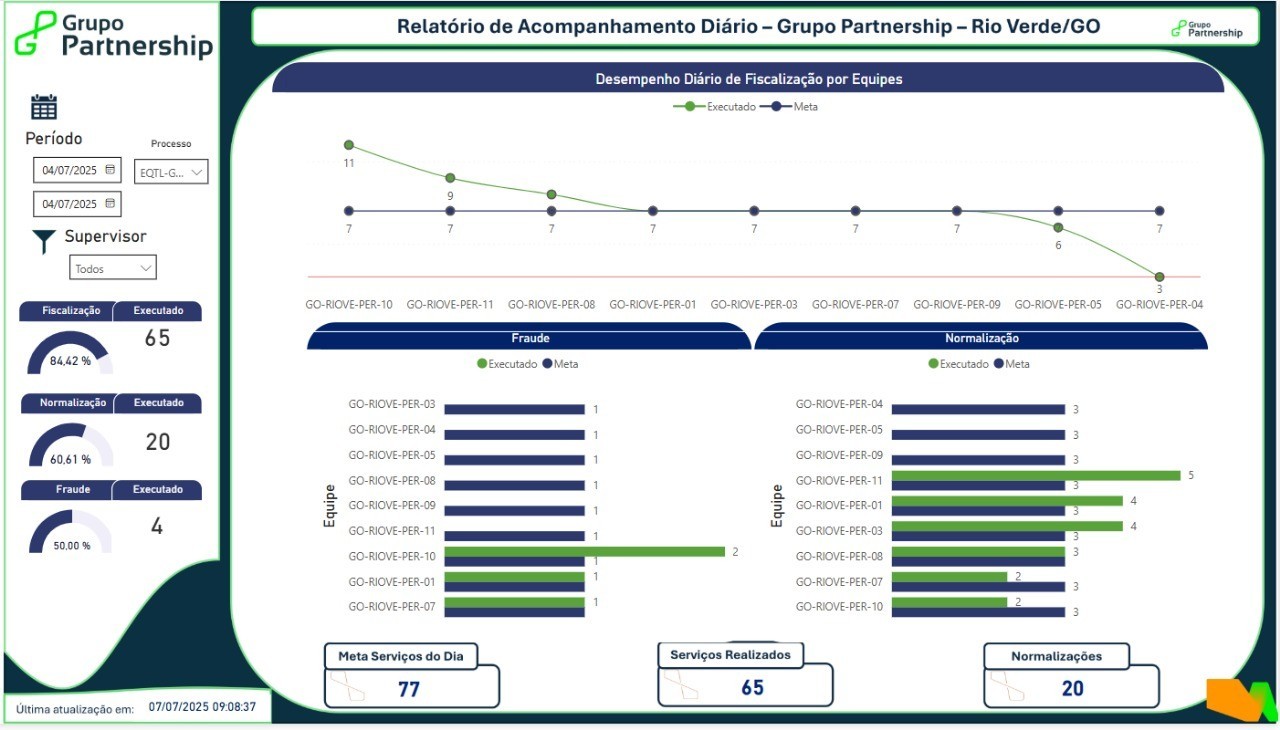 Grupo
Partnership
Relatório de Acompanhamento Diário – Grupo Partnership – Rio Verde/GO
Grupo
Partnership
Período
Processo
04/07/2025
EQTL-G...
04/07/2025
Supervisor
Todos
Fiscalização
Executado
84,42 %
65
Normalização
Executado
60,61 %
20
Fraude
Executado
50,00 %
4
Última atualização em: 07/07/2025 09:08:37
Desempenho Diário de Fiscalização por Equipes
Executado Meta
11
9
7 7 7 7 7 7 7 6 7
3
GO-RIOVE-PER-10 GO-RIOVE-PER-11 GO-RIOVE-PER-08 GO-RIOVE-PER-01 GO-RIOVE-PER-03 GO-RIOVE-PER-07 GO-RIOVE-PER-09 GO-RIOVE-PER-05 GO-RIOVE-PER-04
Fraude
Executado Meta
Equipe
GO-RIOVE-PER-03 1
GO-RIOVE-PER-04 1
GO-RIOVE-PER-05 1
GO-RIOVE-PER-08 1
GO-RIOVE-PER-09 1
GO-RIOVE-PER-11 1
GO-RIOVE-PER-10 2
1
GO-RIOVE-PER-01 1
GO-RIOVE-PER-07 1
Normalização
Executado Meta
Equipe
GO-RIOVE-PER-04 3
GO-RIOVE-PER-05 3
GO-RIOVE-PER-09 3
GO-RIOVE-PER-11 5
3
GO-RIOVE-PER-01 4
3
GO-RIOVE-PER-03 4
3
GO-RIOVE-PER-08 3
GO-RIOVE-PER-07 2
3
GO-RIOVE-PER-10 2
3
Meta Serviços do Dia
77
Serviços Realizados
65
Normalizações
20